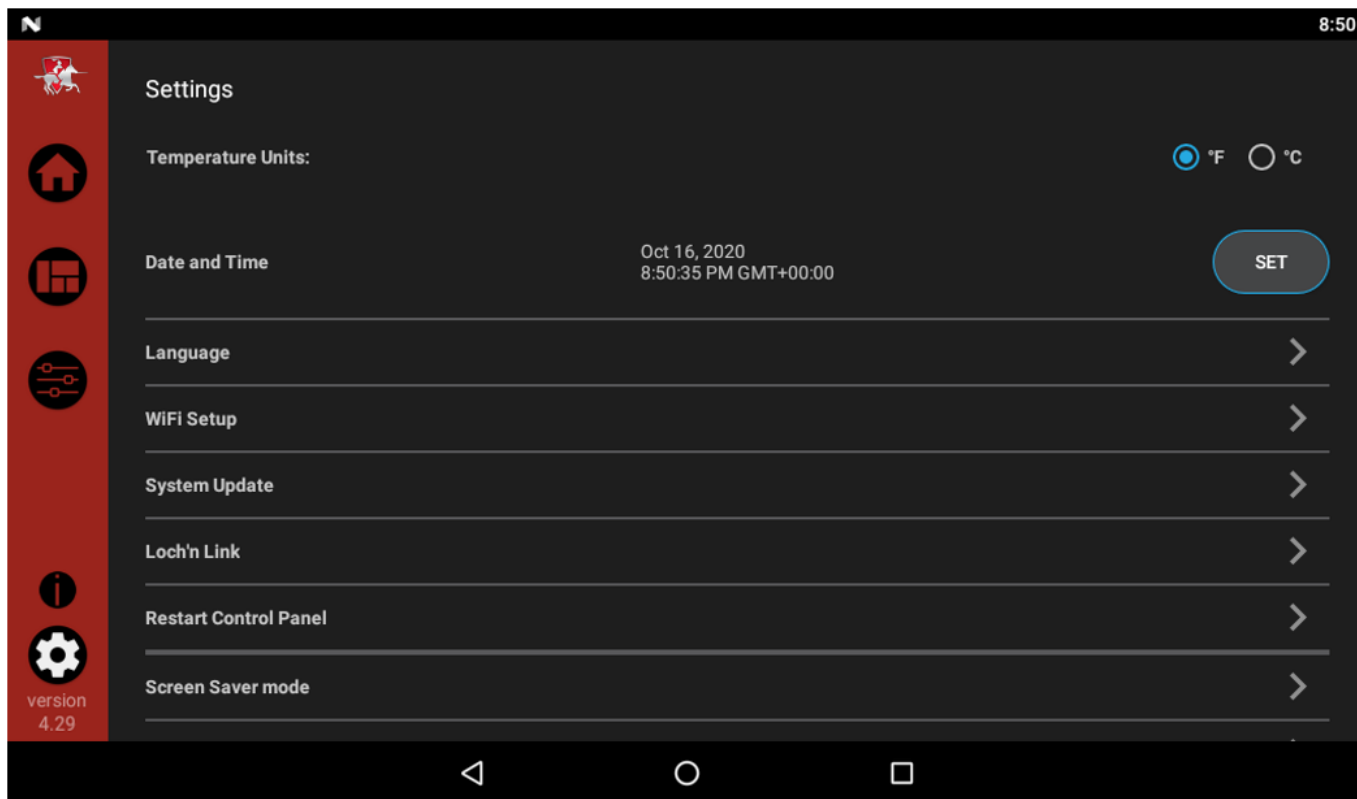 8:50
Settings
Temperature Units:
°F
°C
Date and Time
Oct 16, 2020
8:50:35 PM GMT+00:00
SET
Language
WiFi Setup
System Update
Loch'n Link
Restart Control Panel
Screen Saver mode
version
4.29